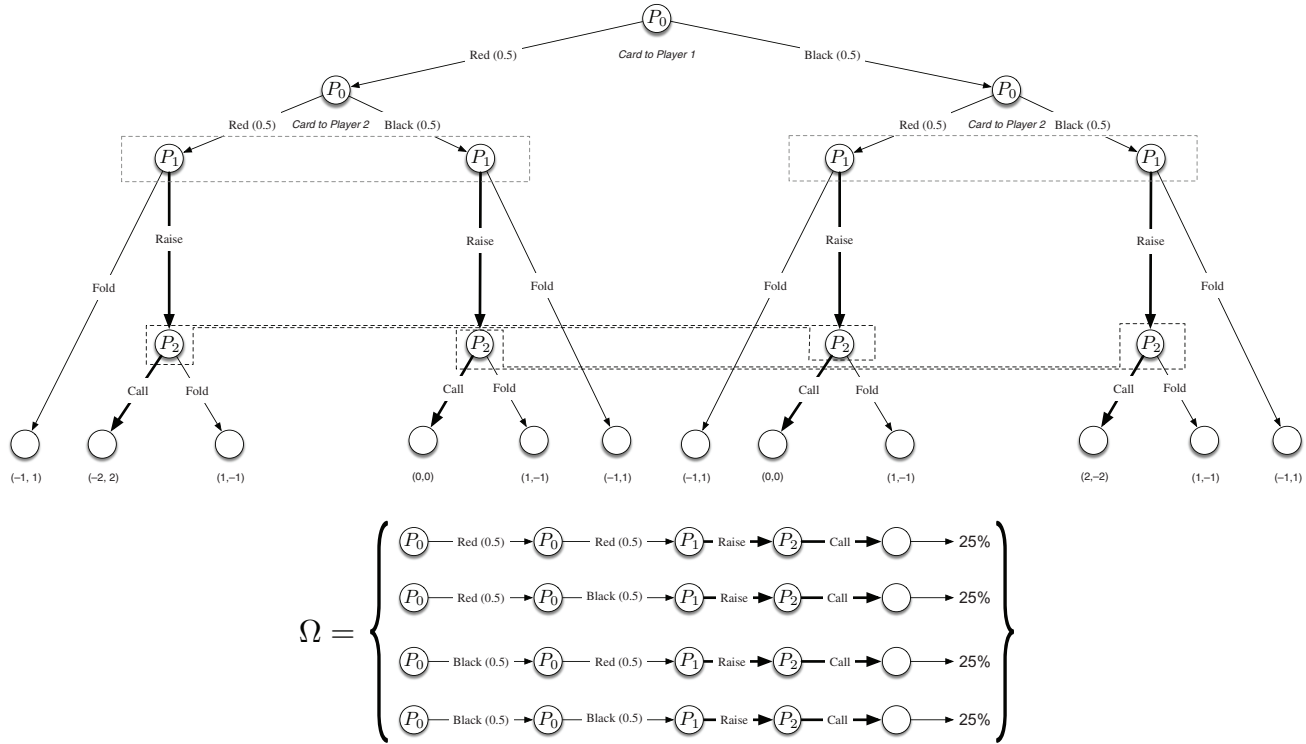 P0
Red (0.5) Card to Player 1 Black (0.5)
P0 P0
Red (0.5) Card to Player 2 Black (0.5) Red (0.5) Card to Player 2 Black (0.5)
P1 P1 P1 P1
Raise Raise Raise Raise
Fold Fold Fold Fold
P2 P2 P2 P2
Call Fold Call Fold Call Fold Call Fold
(–1, 1) (–2, 2) (1,–1) (0,0) (1,–1) (–1,1) (–1,1) (0,0) (1,–1) (2,–2) (1,–1) (–1,1)
P0 Red (0.5) P0 Red (0.5) P1 Raise P2 Call 25%
P0 Red (0.5) P0 Black (0.5) P1 Raise P2 Call 25%
Ω =
P0 Black (0.5) P0 Red (0.5) P1 Raise P2 Call 25%
P0 Black (0.5) P0 Black (0.5) P1 Raise P2 Call 25%